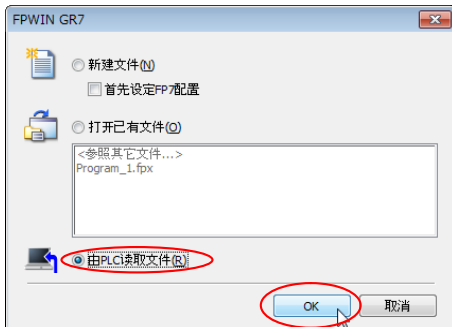 FPWIN GR7
新建文件(N)
首先设定FP7配置
打开已有文件(O)
<参照其它文件...>
Program_1.fpx
由PLC读取文件(R)
OK
取消